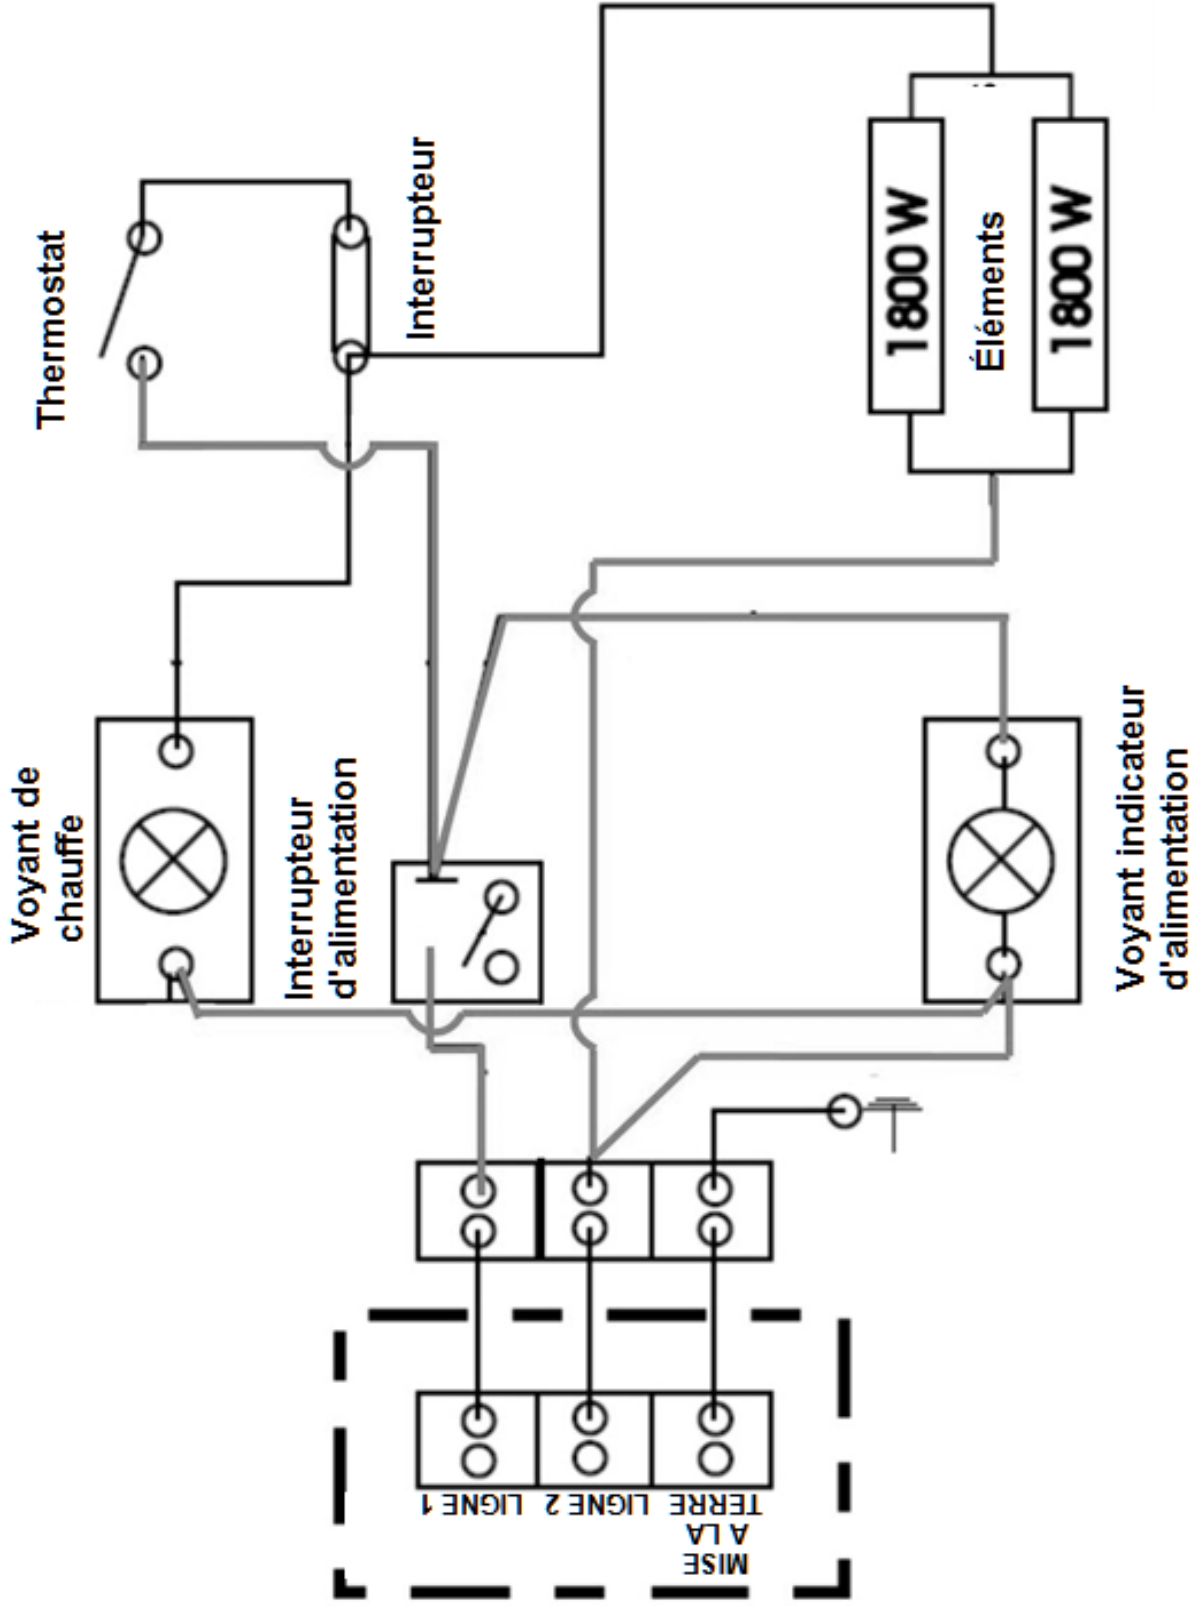 Thermostat
Interrupteur
1800 W
Éléments
1800 W
Voyant de
chauffe
Interrupteur
d'alimentation
Voyant indicateur
d'alimentation
LIGNE 1
LIGNE 2
MISE
A LA
TERRE